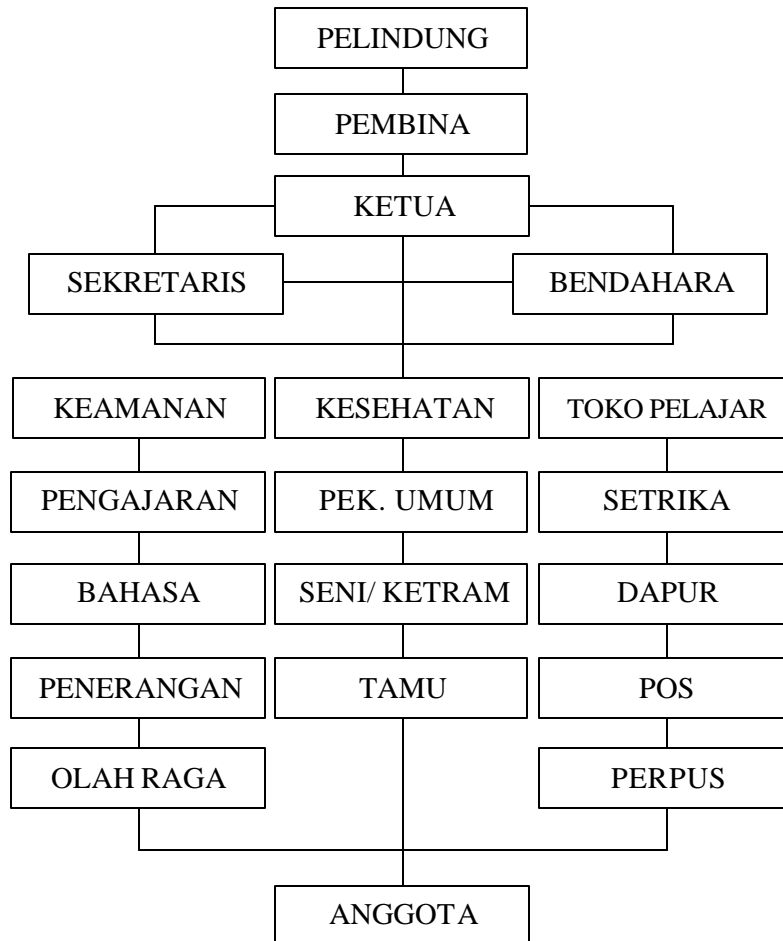 PELINDUNG
PEMBINA
KETUA
SEKRETARIS
BENDAHARA
KEAMANAN
KESEHATAN
TOKO PELAJAR
PENGAJARAN
PEK. UMUM
SETRIKA
BAHASA
SENI/ KETRAM
DAPUR
PENERANGAN
TAMU
POS
OLAH RAGA
PERPUS
ANGGOTA